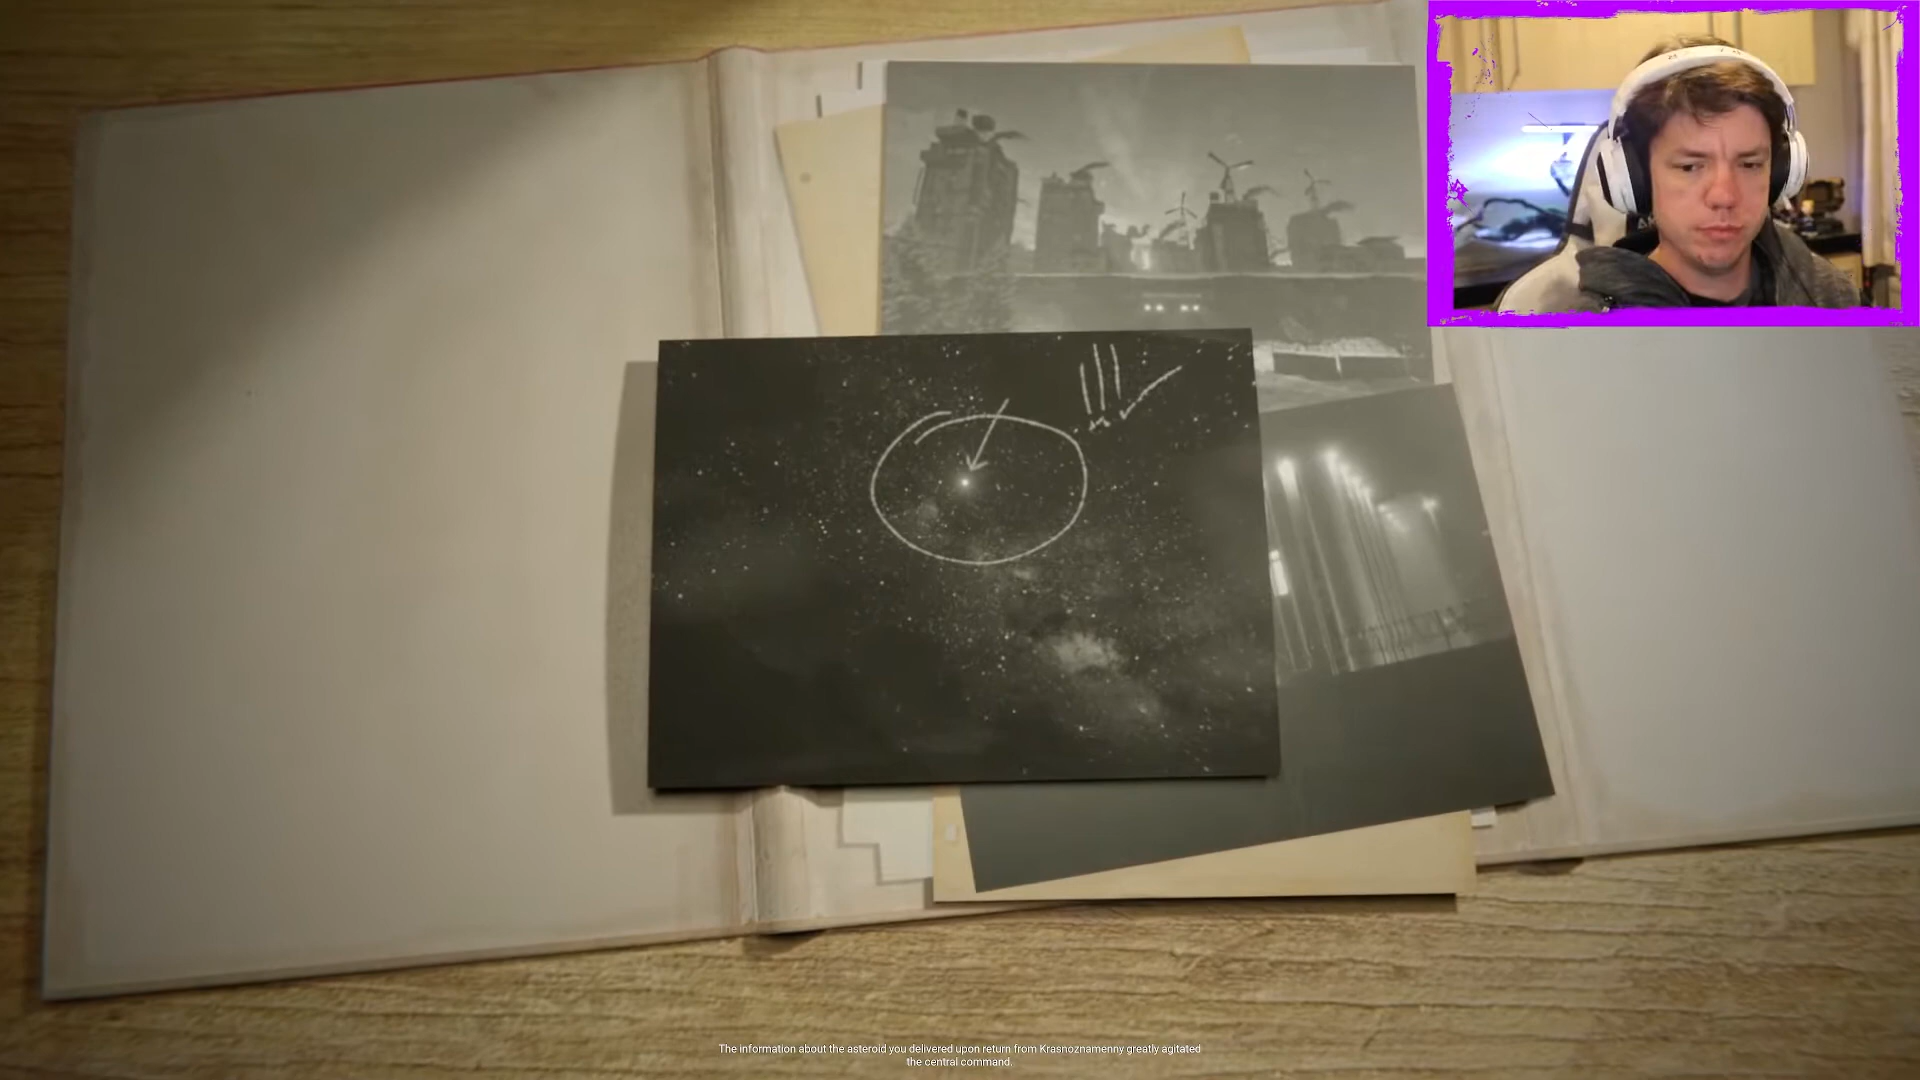 !!!
The information about the asteroid you delivered upon return from Krasnoznamenny greatly agitated
the central command.